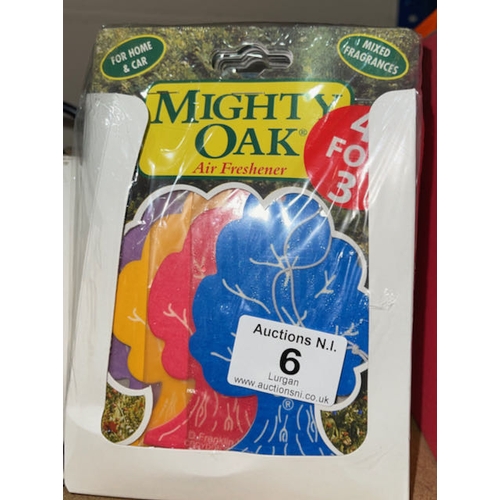 FOR HOME
& CAR
MIXED
FRAGRANCES
MIGHTY
OAK®
Air Freshener
4
FOR
3
Auctions N.I.
6
Lurgan
www.auctionsni.co.uk
®